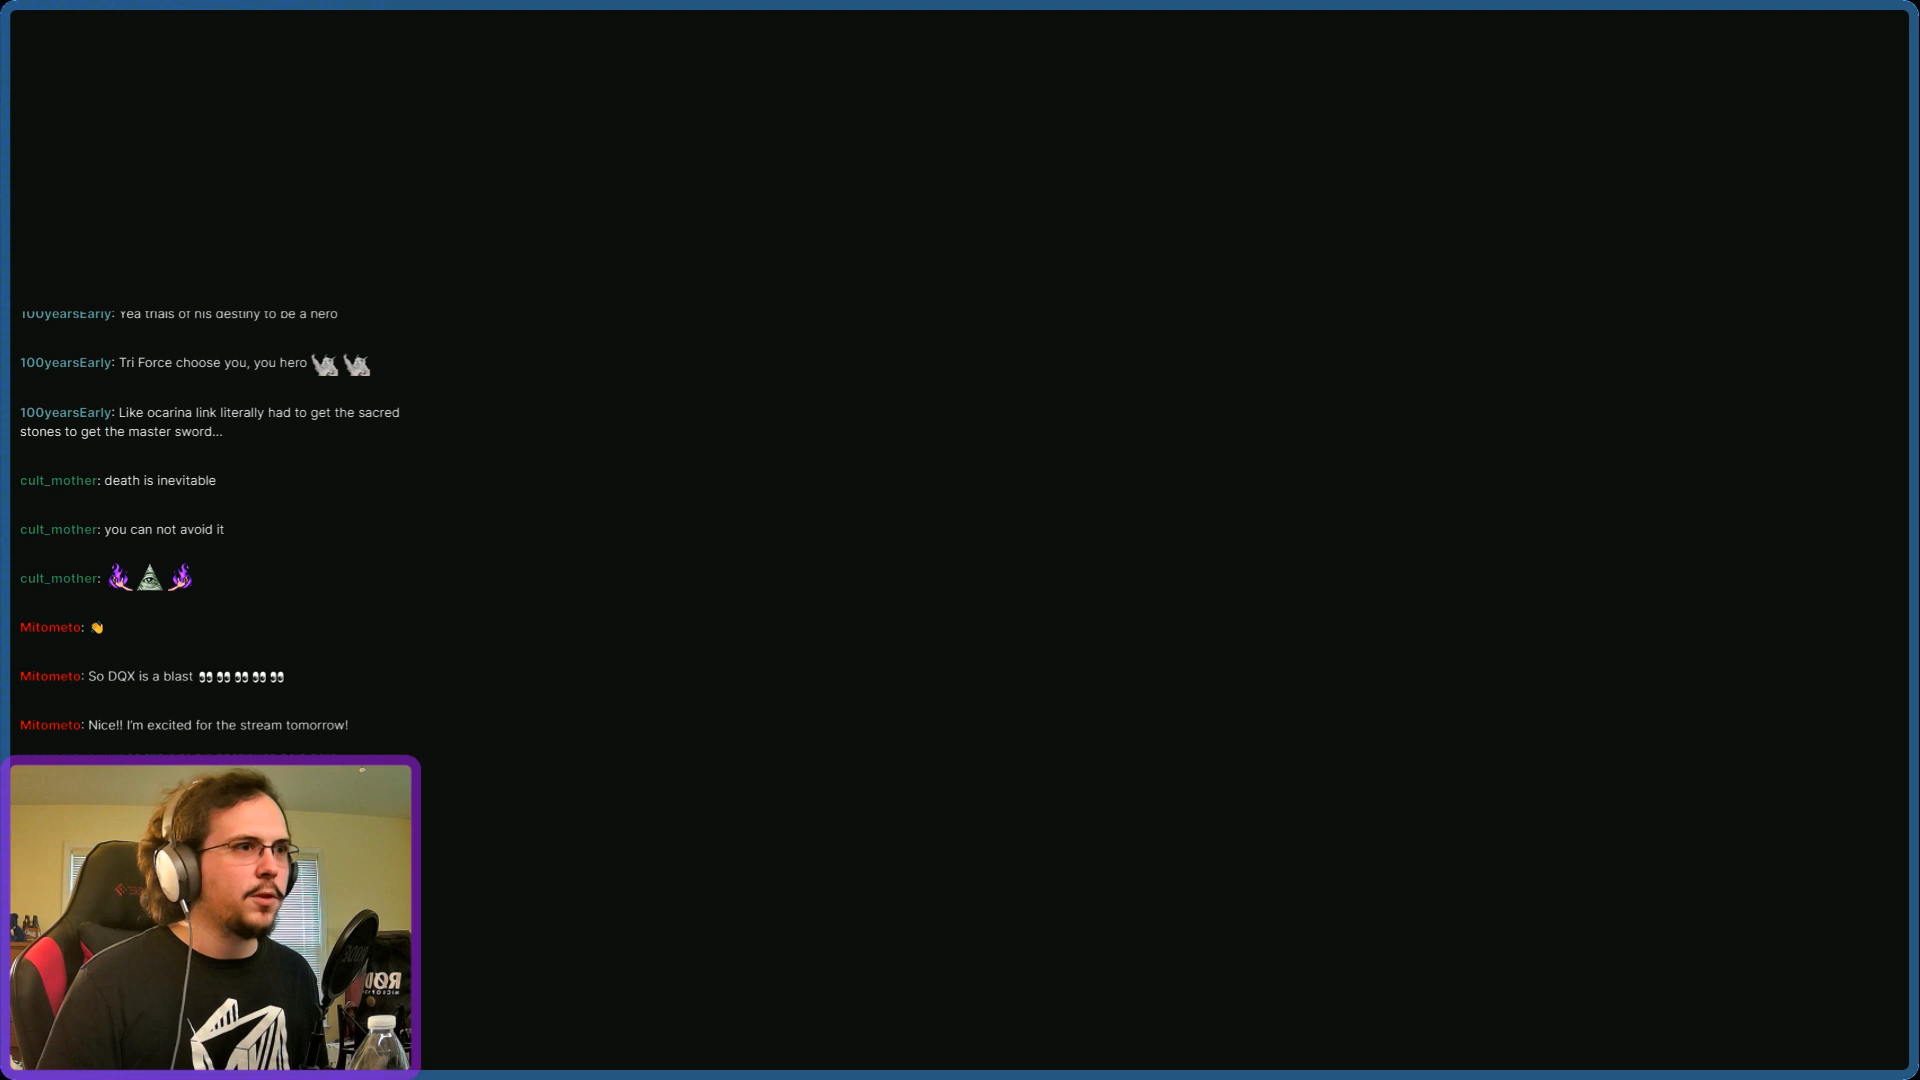 100yearsEarly: Yea trials of his destiny to be a hero
100yearsEarly: Tri Force choose you, you hero
100yearsEarly: Like ocarina link literally had to get the sacred
stones to get the master sword...
cult_mother: death is inevitable
cult_mother: you can not avoid it
cult_mother:
Mitometo: 👋
Mitometo: So DQX is a blast 👀👀👀👀👀
Mitometo: Nice!! I'm excited for the stream tomorrow!